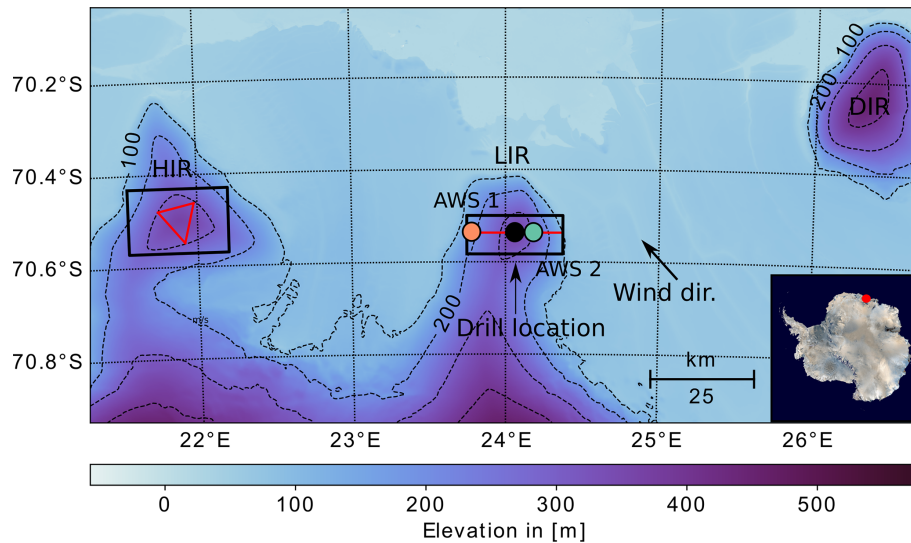 100
70.2°S
200
DIR
100
HIR
LIR
70.4°S
AWS 1
70.6°S
AWS 2
Wind dir.
200
Drill location
70.8°S
km
25
22°E
23°E
24°E
25°E
26°E
0
100
200
300
400
500
Elevation in [m]